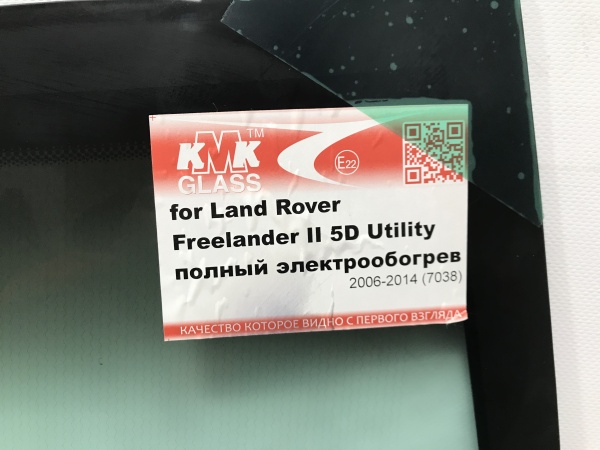 KMK™
GLASS
E22
for Land Rover
Freelander II 5D Utility
полный электрообогрев
2006-2014 (7038)
КАЧЕСТВО КОТОРОЕ ВИДНО С ПЕРВОГО ВЗГЛЯДА